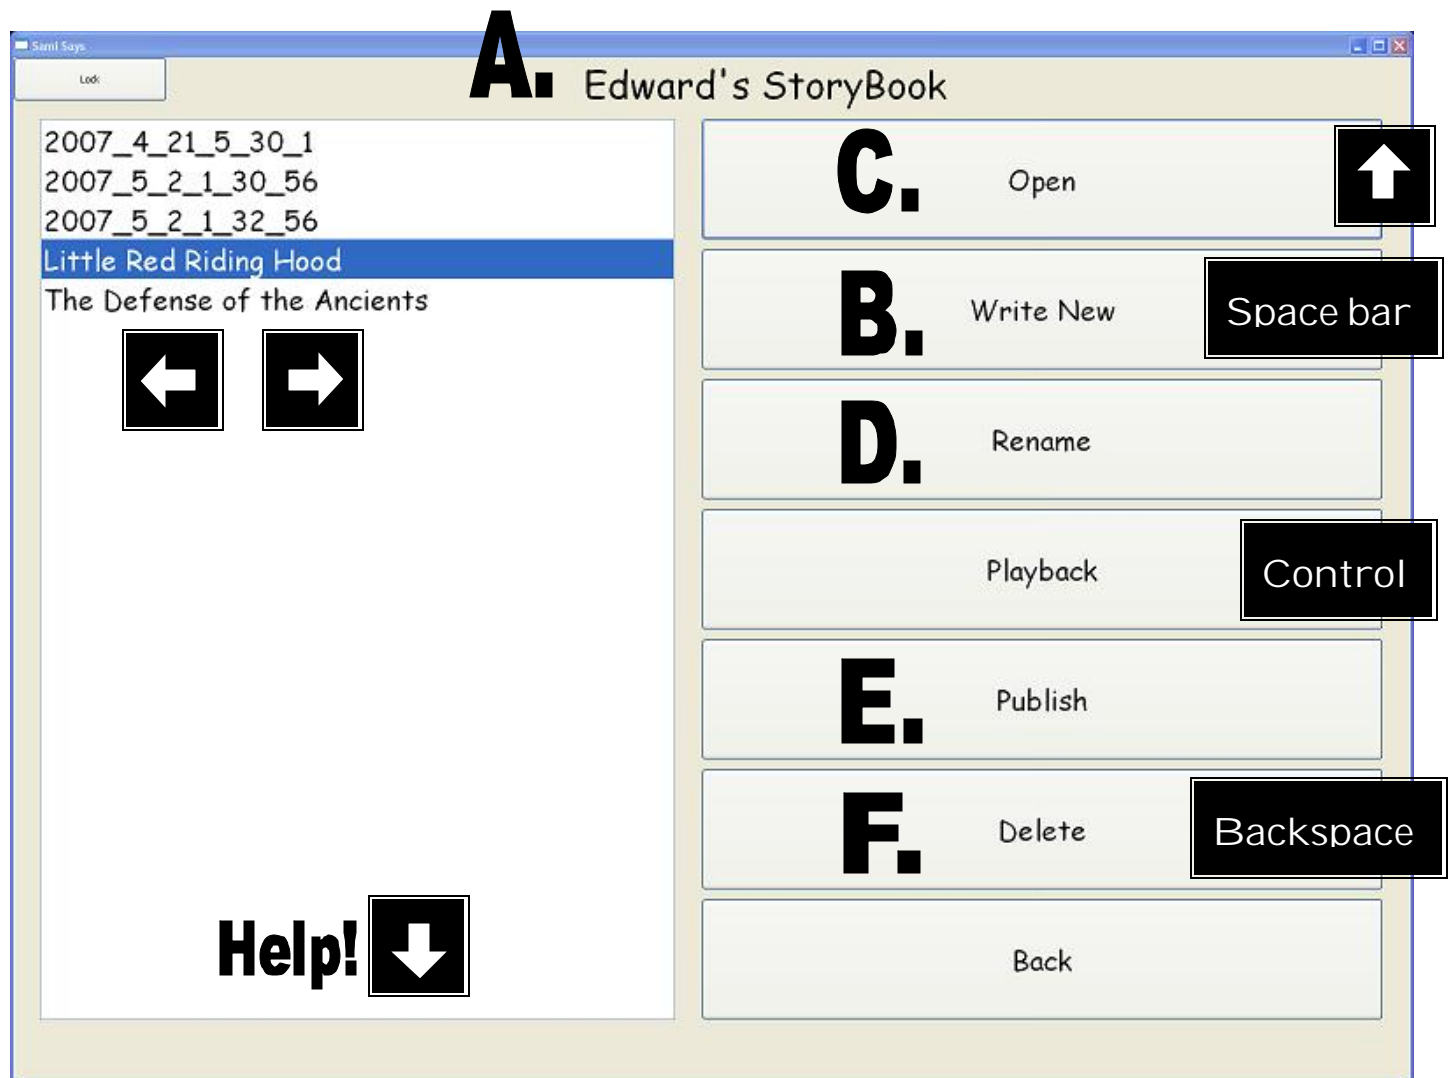 Sami Says
Lock
A. Edward's StoryBook
2007_4_21_5_30_1
2007_5_2_1_30_56
2007_5_2_1_32_56
Little Red Riding Hood
The Defense of the Ancients
Help!
C. Open
B. Write New Space bar
D. Rename
Playback Control
E. Publish
F. Delete Backspace
Back